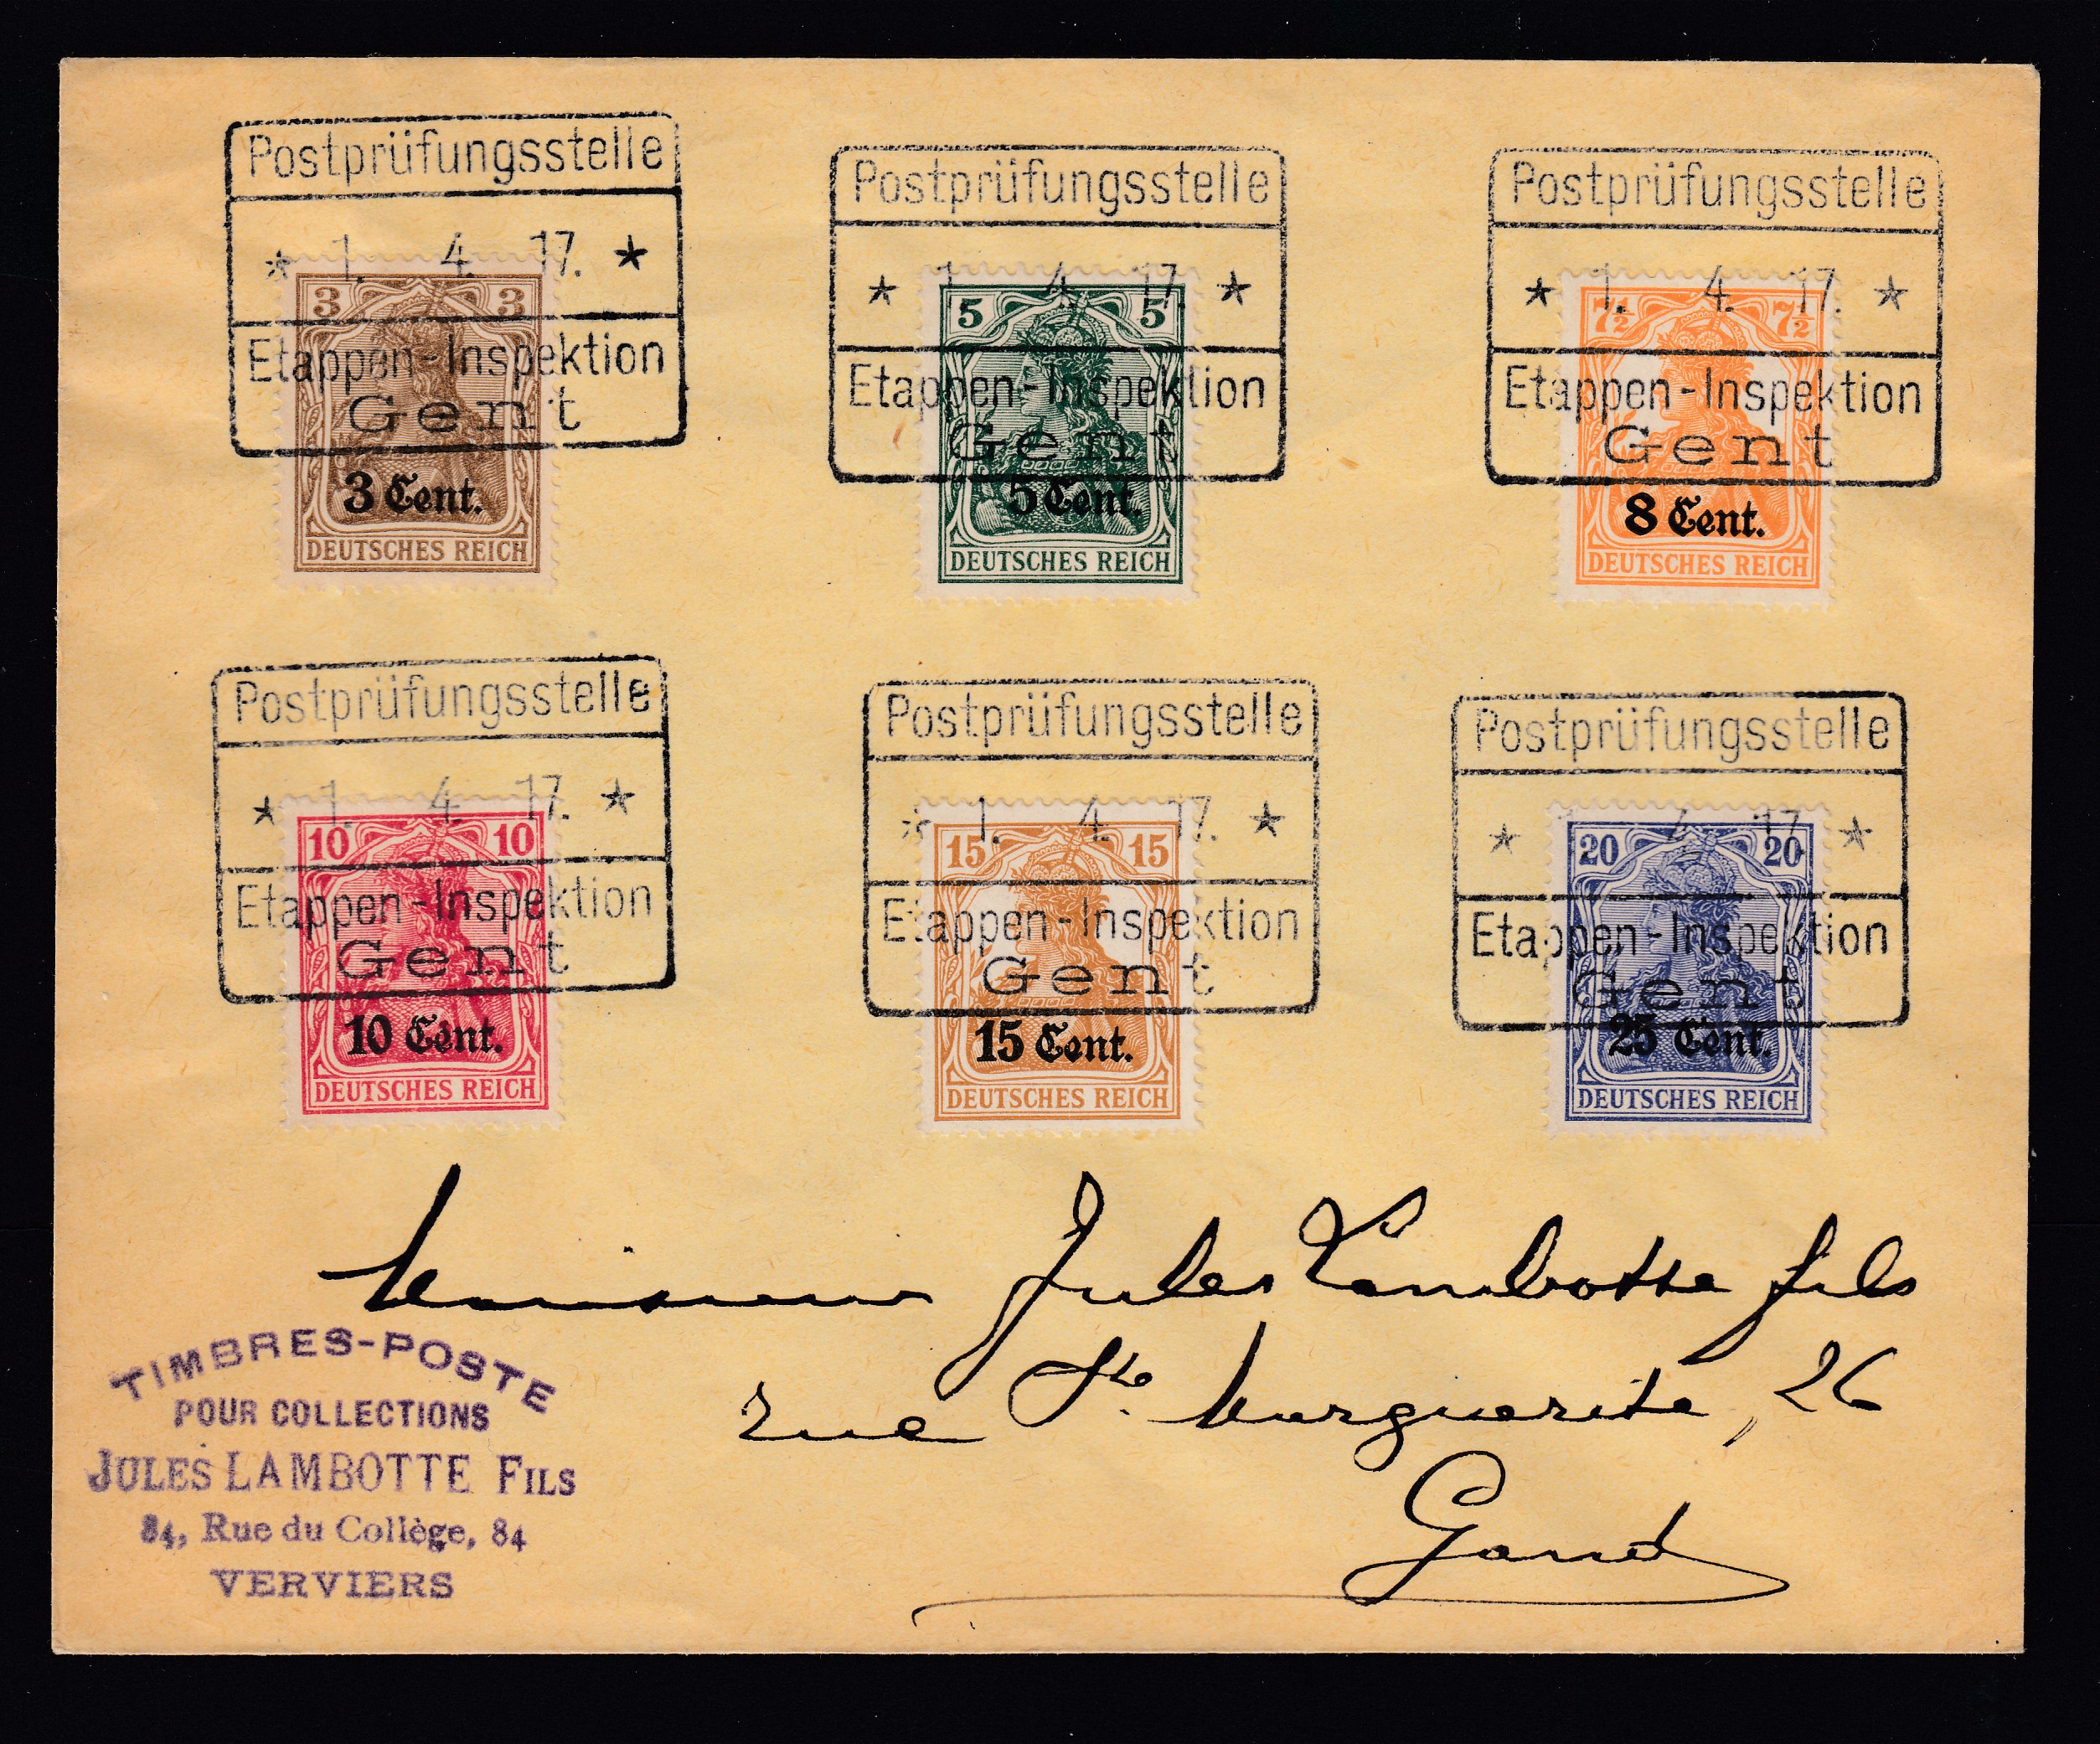 Postprüfungsstelle
* 1. 4. 17. *
Etappen-Inspektion
Gent
3 3
3 Cent.
DEUTSCHES REICH
Postprüfungsstelle
* 1. 4. 17. *
Etappen-Inspektion
Gent
5 5
5 Cent.
DEUTSCHES REICH
Postprüfungsstelle
* 1. 4. 17. *
Etappen-Inspektion
Gent
7½ 7½
8 Cent.
DEUTSCHES REICH
Postprüfungsstelle
* 1. 4. 17. *
Etappen-Inspektion
Gent
10 10
10 Cent.
DEUTSCHES REICH
Postprüfungsstelle
* 1. 4. 17. *
Etappen-Inspektion
Gent
15 15
15 Cent.
DEUTSCHES REICH
Postprüfungsstelle
* 4. 17 *
Etappen-Inspektion
Gent
20 20
25 Cent.
DEUTSCHES REICH
Monsieur Jules Lambotte fils
rue Ste Marguerite, 26
Gand
TIMBRES-POSTE
POUR COLLECTIONS
JULES LAMBOTTE FILS
84, Rue du Collège, 84
VERVIERS